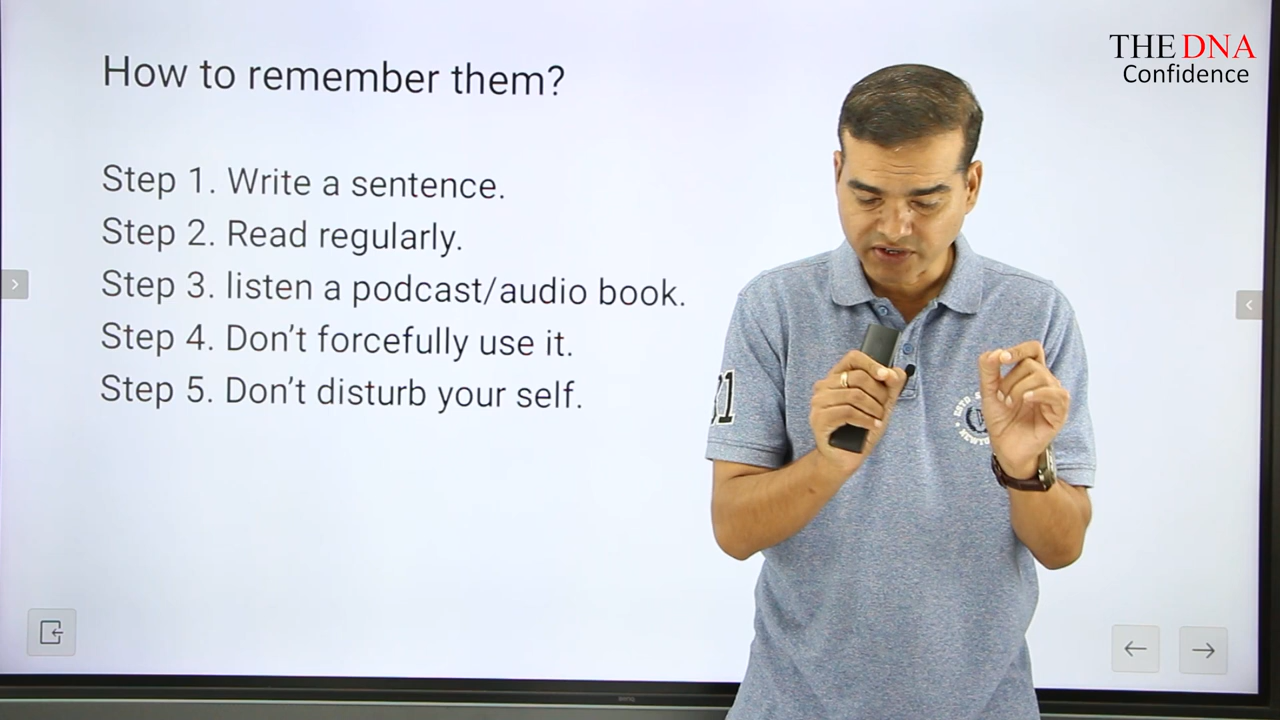 THE DNA
Confidence
How to remember them?
Step 1. Write a sentence.
Step 2. Read regularly.
Step 3. listen a podcast/audio book.
Step 4. Don't forcefully use it.
Step 5. Don't disturb your self.